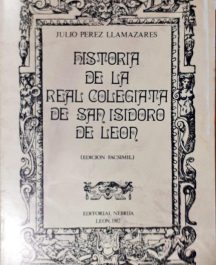 JULIO PEREZ LLAMAZARES
HISTORIA
DE LA
REAL COLEGIATA
DE SAN ISIDORO
DE LEON
(EDICION FACSIMIL)
EDITORIAL NEBRIJA
LEON 1982